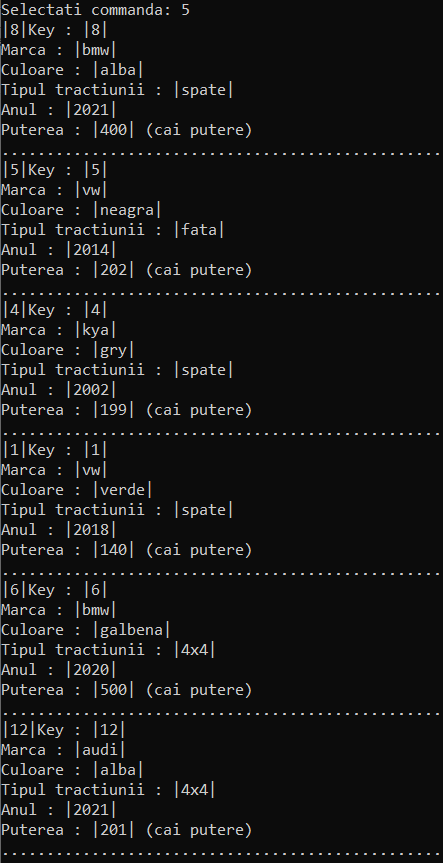 Selectati commanda: 5
|8|Key : |8|
Marca : |bmw|
Culoare : |alba|
Tipul tractiunii : |spate|
Anul : |2021|
Puterea : |400| (cai putere)
................................................
|5|Key : |5|
Marca : |vw|
Culoare : |neagra|
Tipul tractiunii : |fata|
Anul : |2014|
Puterea : |202| (cai putere)
................................................
|4|Key : |4|
Marca : |kya|
Culoare : |gry|
Tipul tractiunii : |spate|
Anul : |2002|
Puterea : |199| (cai putere)
................................................
|1|Key : |1|
Marca : |vw|
Culoare : |verde|
Tipul tractiunii : |spate|
Anul : |2018|
Puterea : |140| (cai putere)
................................................
|6|Key : |6|
Marca : |bmw|
Culoare : |galbena|
Tipul tractiunii : |4x4|
Anul : |2020|
Puterea : |500| (cai putere)
................................................
|12|Key : |12|
Marca : |audi|
Culoare : |alba|
Tipul tractiunii : |4x4|
Anul : |2021|
Puterea : |201| (cai putere)
................................................